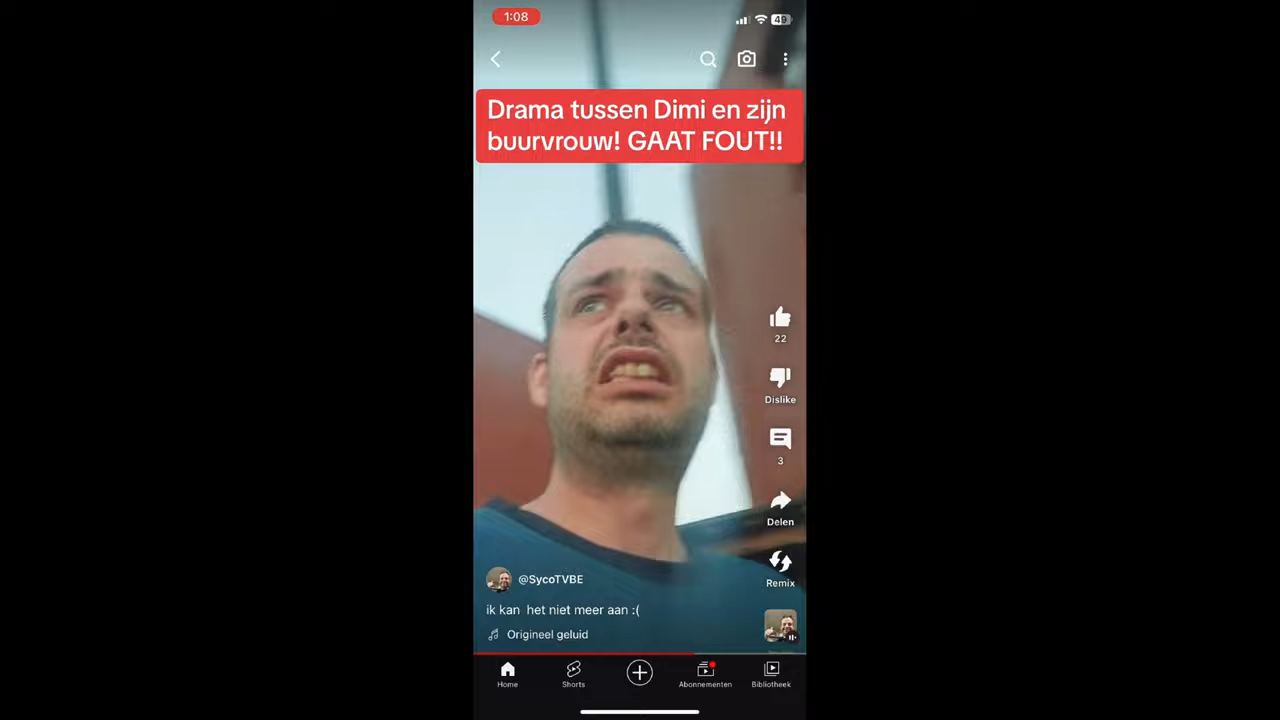 1:08
49
Drama tussen Dimi en zijn
buurvrouw! GAAT FOUT!!
22
Dislike
3
Delen
Remix
@SycoTVBE
ik kan het niet meer aan :(
Origineel geluid
Home
Shorts
Abonnementen
Bibliotheek